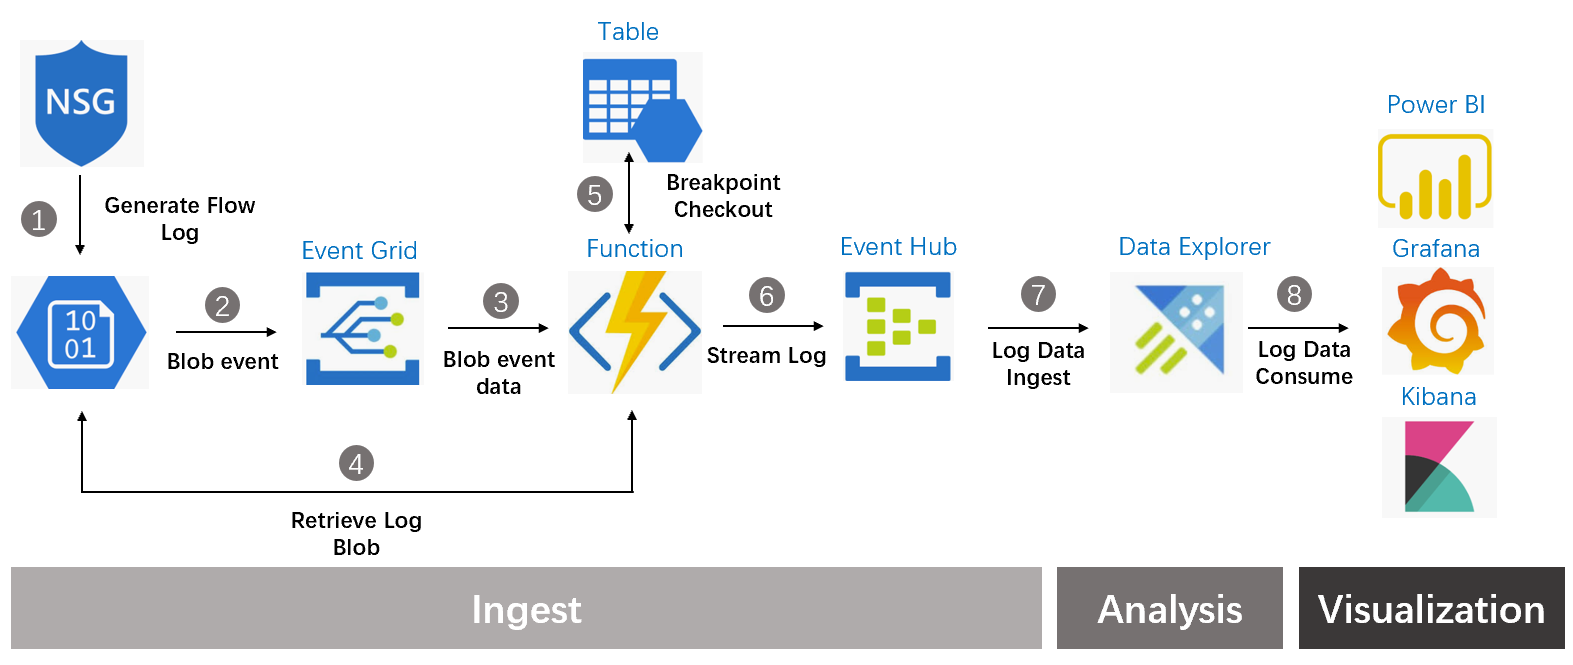 NSG
1
Generate Flow
Log
10
01
2
Blob event
Event Grid
3
Blob event
data
4
Retrieve Log
Blob
Table
5
Breakpoint
Checkout
Function
6
Stream Log
Event Hub
7
Log Data
Ingest
Data Explorer
8
Log Data
Consume
Power BI
Grafana
Kibana
Ingest
Analysis
Visualization